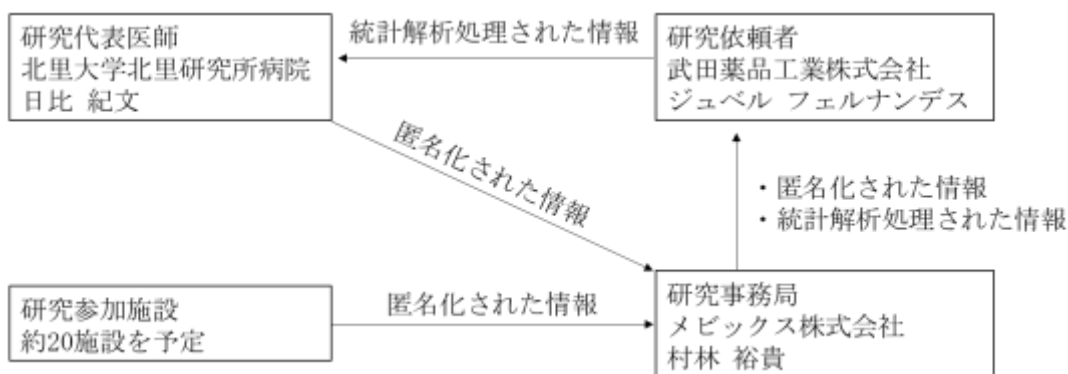 研究代表医師
北里大学北里研究所病院
日比 紀文
統計解析処理された情報
研究依頼者
武田薬品工業株式会社
ジュベル フェルナンデス
匿名化された情報
・匿名化された情報
・統計解析処理された情報
研究参加施設
約20施設を予定
匿名化された情報
研究事務局
メビックス株式会社
村林 裕貴